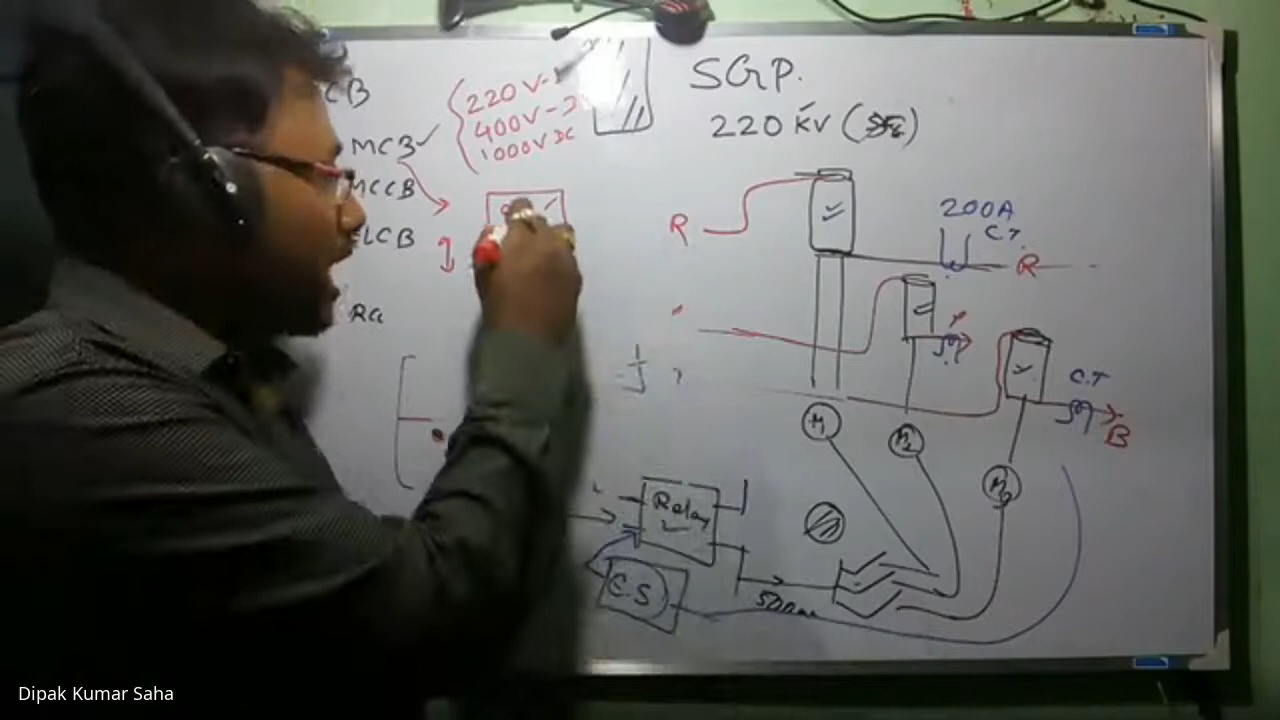 CB
MCB
MCCB
ELCB
220V-
400V-D
1000V DC
SGP.
220 KV
R
200A
C.T
R
Y
C.T
B
M1
M2
M3
Relay
C.S
Dipak Kumar Saha